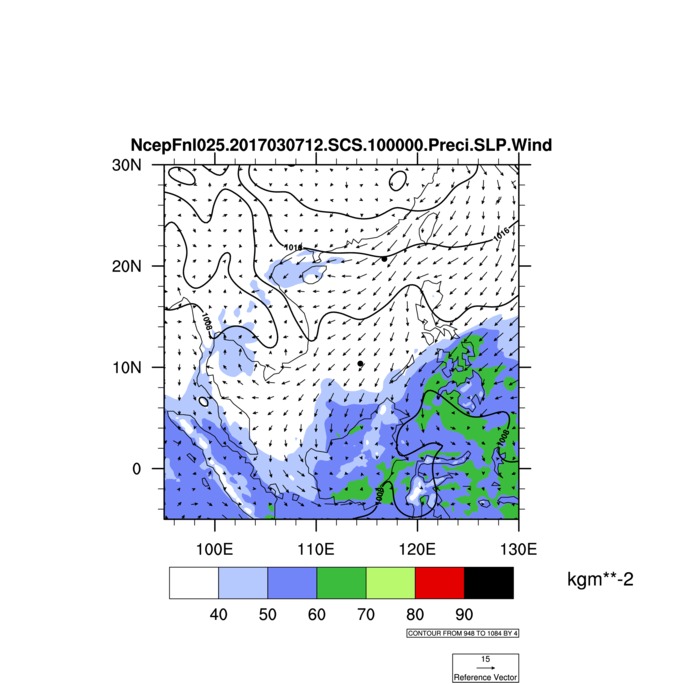 NcepFnl025.2017030712.SCS.100000.Preci.SLP.Wind
30N
20N
10N
0
1016
1016
1008
1008
1008
100E
110E
120E
130E
kgm**-2
40
50
60
70
80
90
CONTOUR FROM 948 TO 1084 BY 4
15
Reference Vector